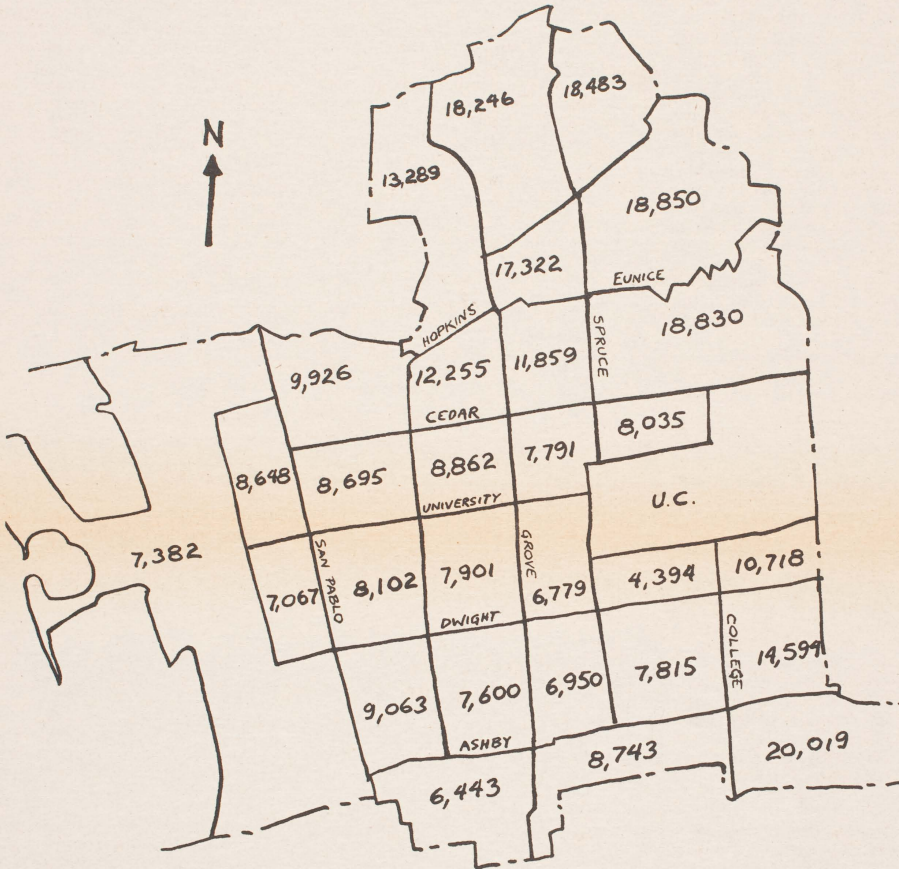 N
18,246
18,483
13,289
18,850
17,322
EUNICE
HOPKINS
SPRUCE
18,830
9,926
12,255
11,859
CEDAR
8,035
8,648
8,695
8,862
7,791
UNIVERSITY
U.C.
7,382
SAN PABLO
GROVE
7,067
8,102
7,901
6,779
4,394
10,718
DWIGHT
COLLEGE
9,063
7,600
6,950
7,815
14,599
ASHBY
6,443
8,743
20,019